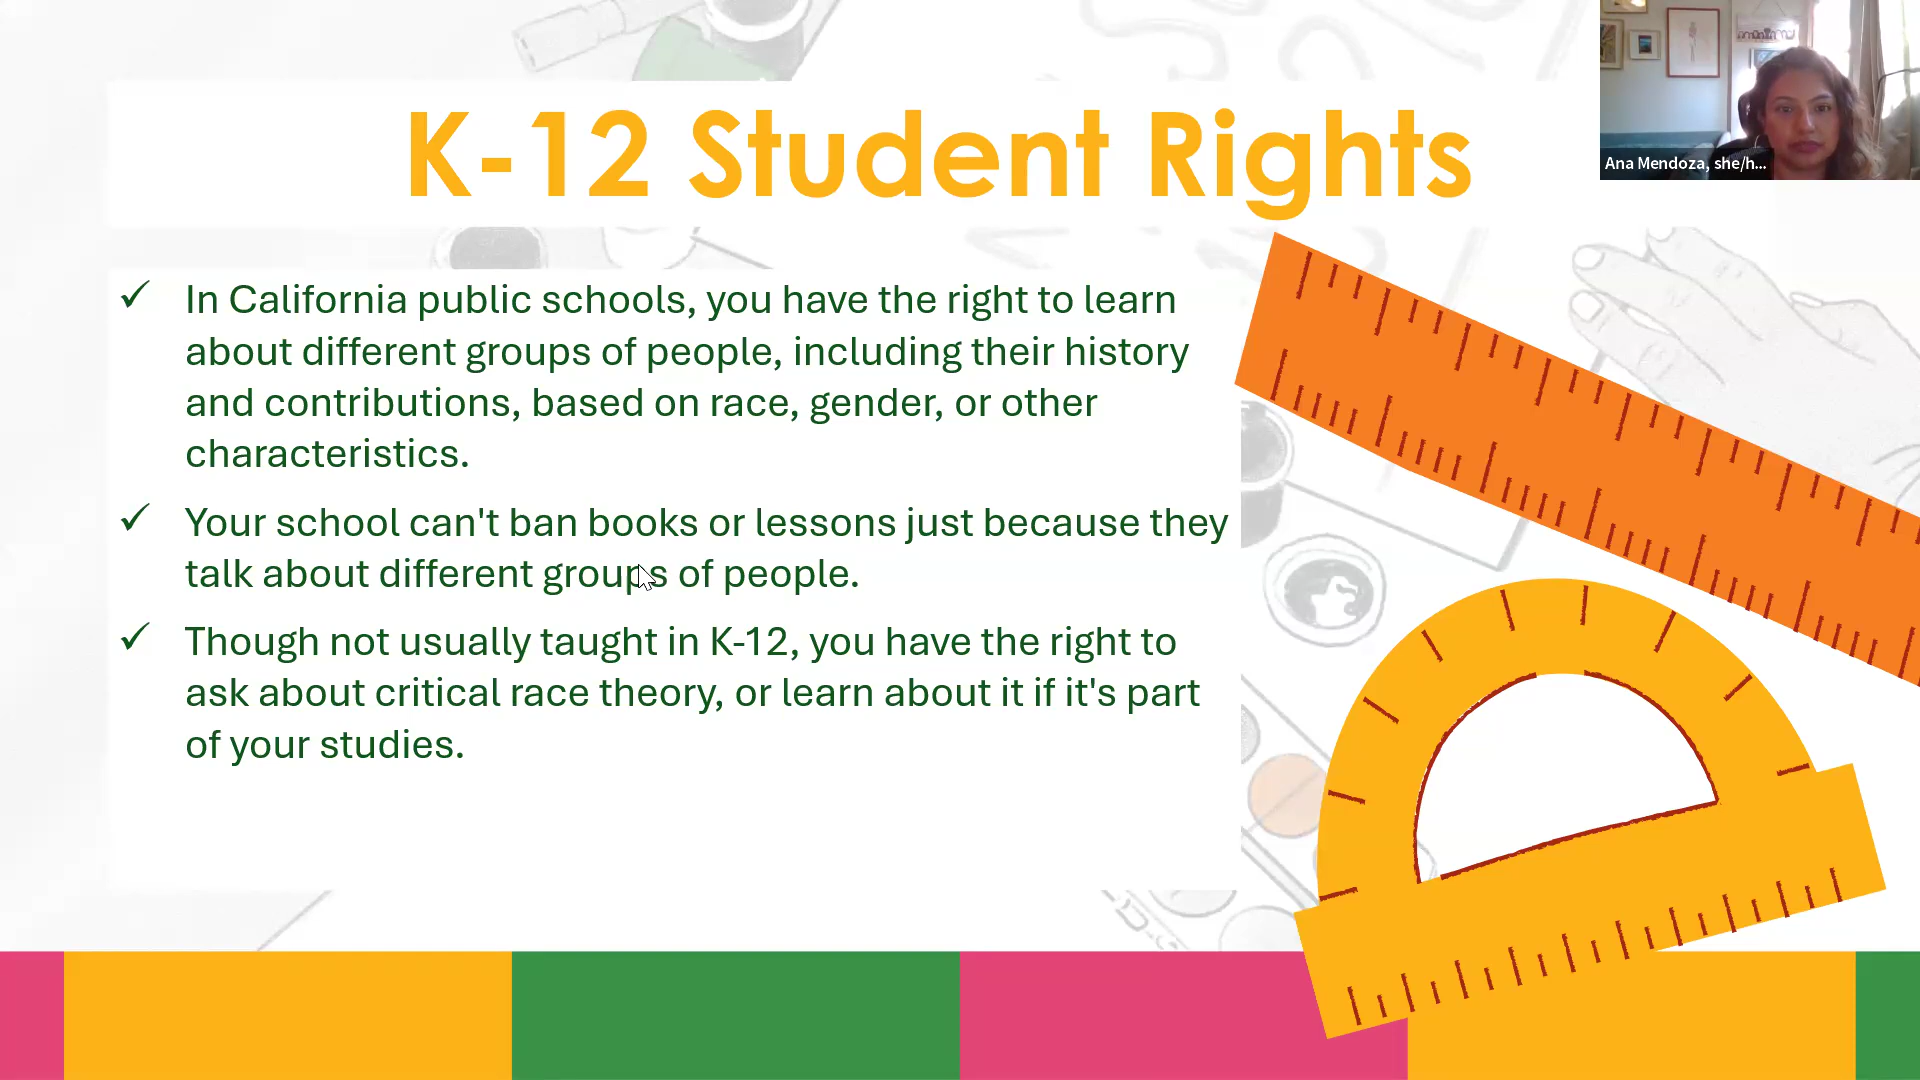 K-12 Student Rights
Ana Mendoza, she/h...
✓ In California public schools, you have the right to learn
about different groups of people, including their history
and contributions, based on race, gender, or other
characteristics.
✓ Your school can't ban books or lessons just because they
talk about different groups of people.
✓ Though not usually taught in K-12, you have the right to
ask about critical race theory, or learn about it if it's part
of your studies.